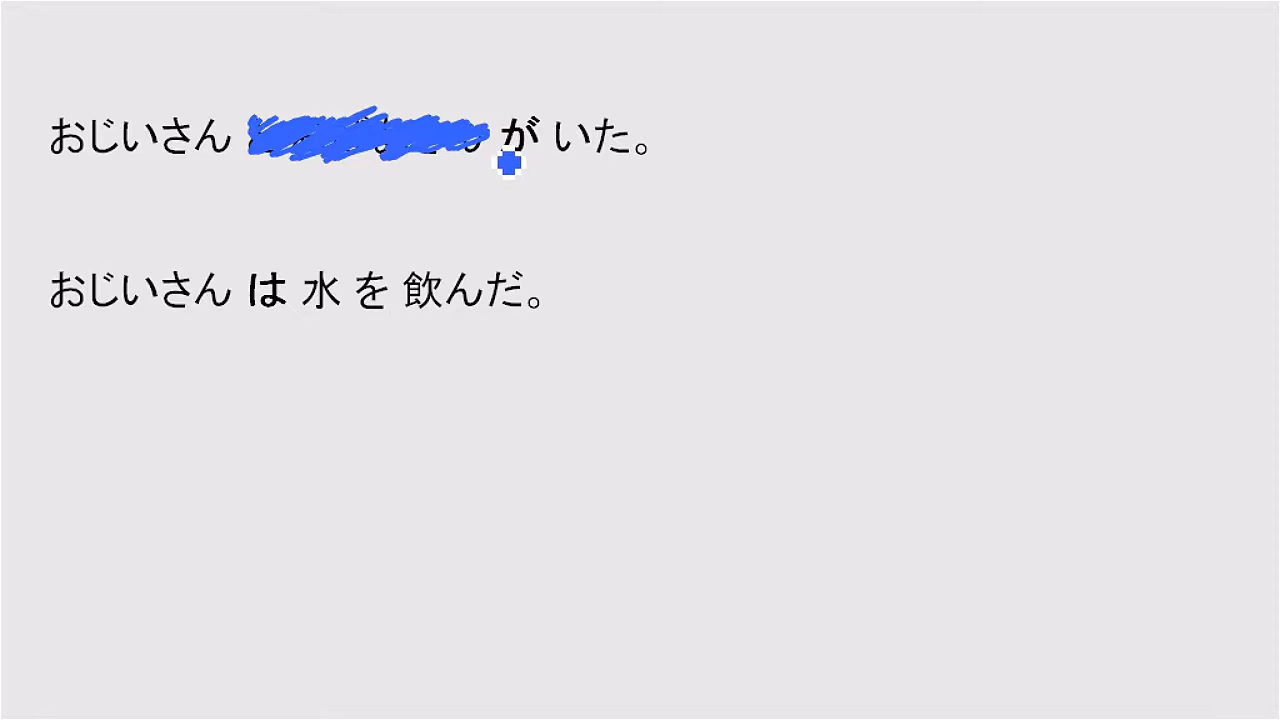 おじいさん が いた。
おじいさん は 水 を 飲んだ。